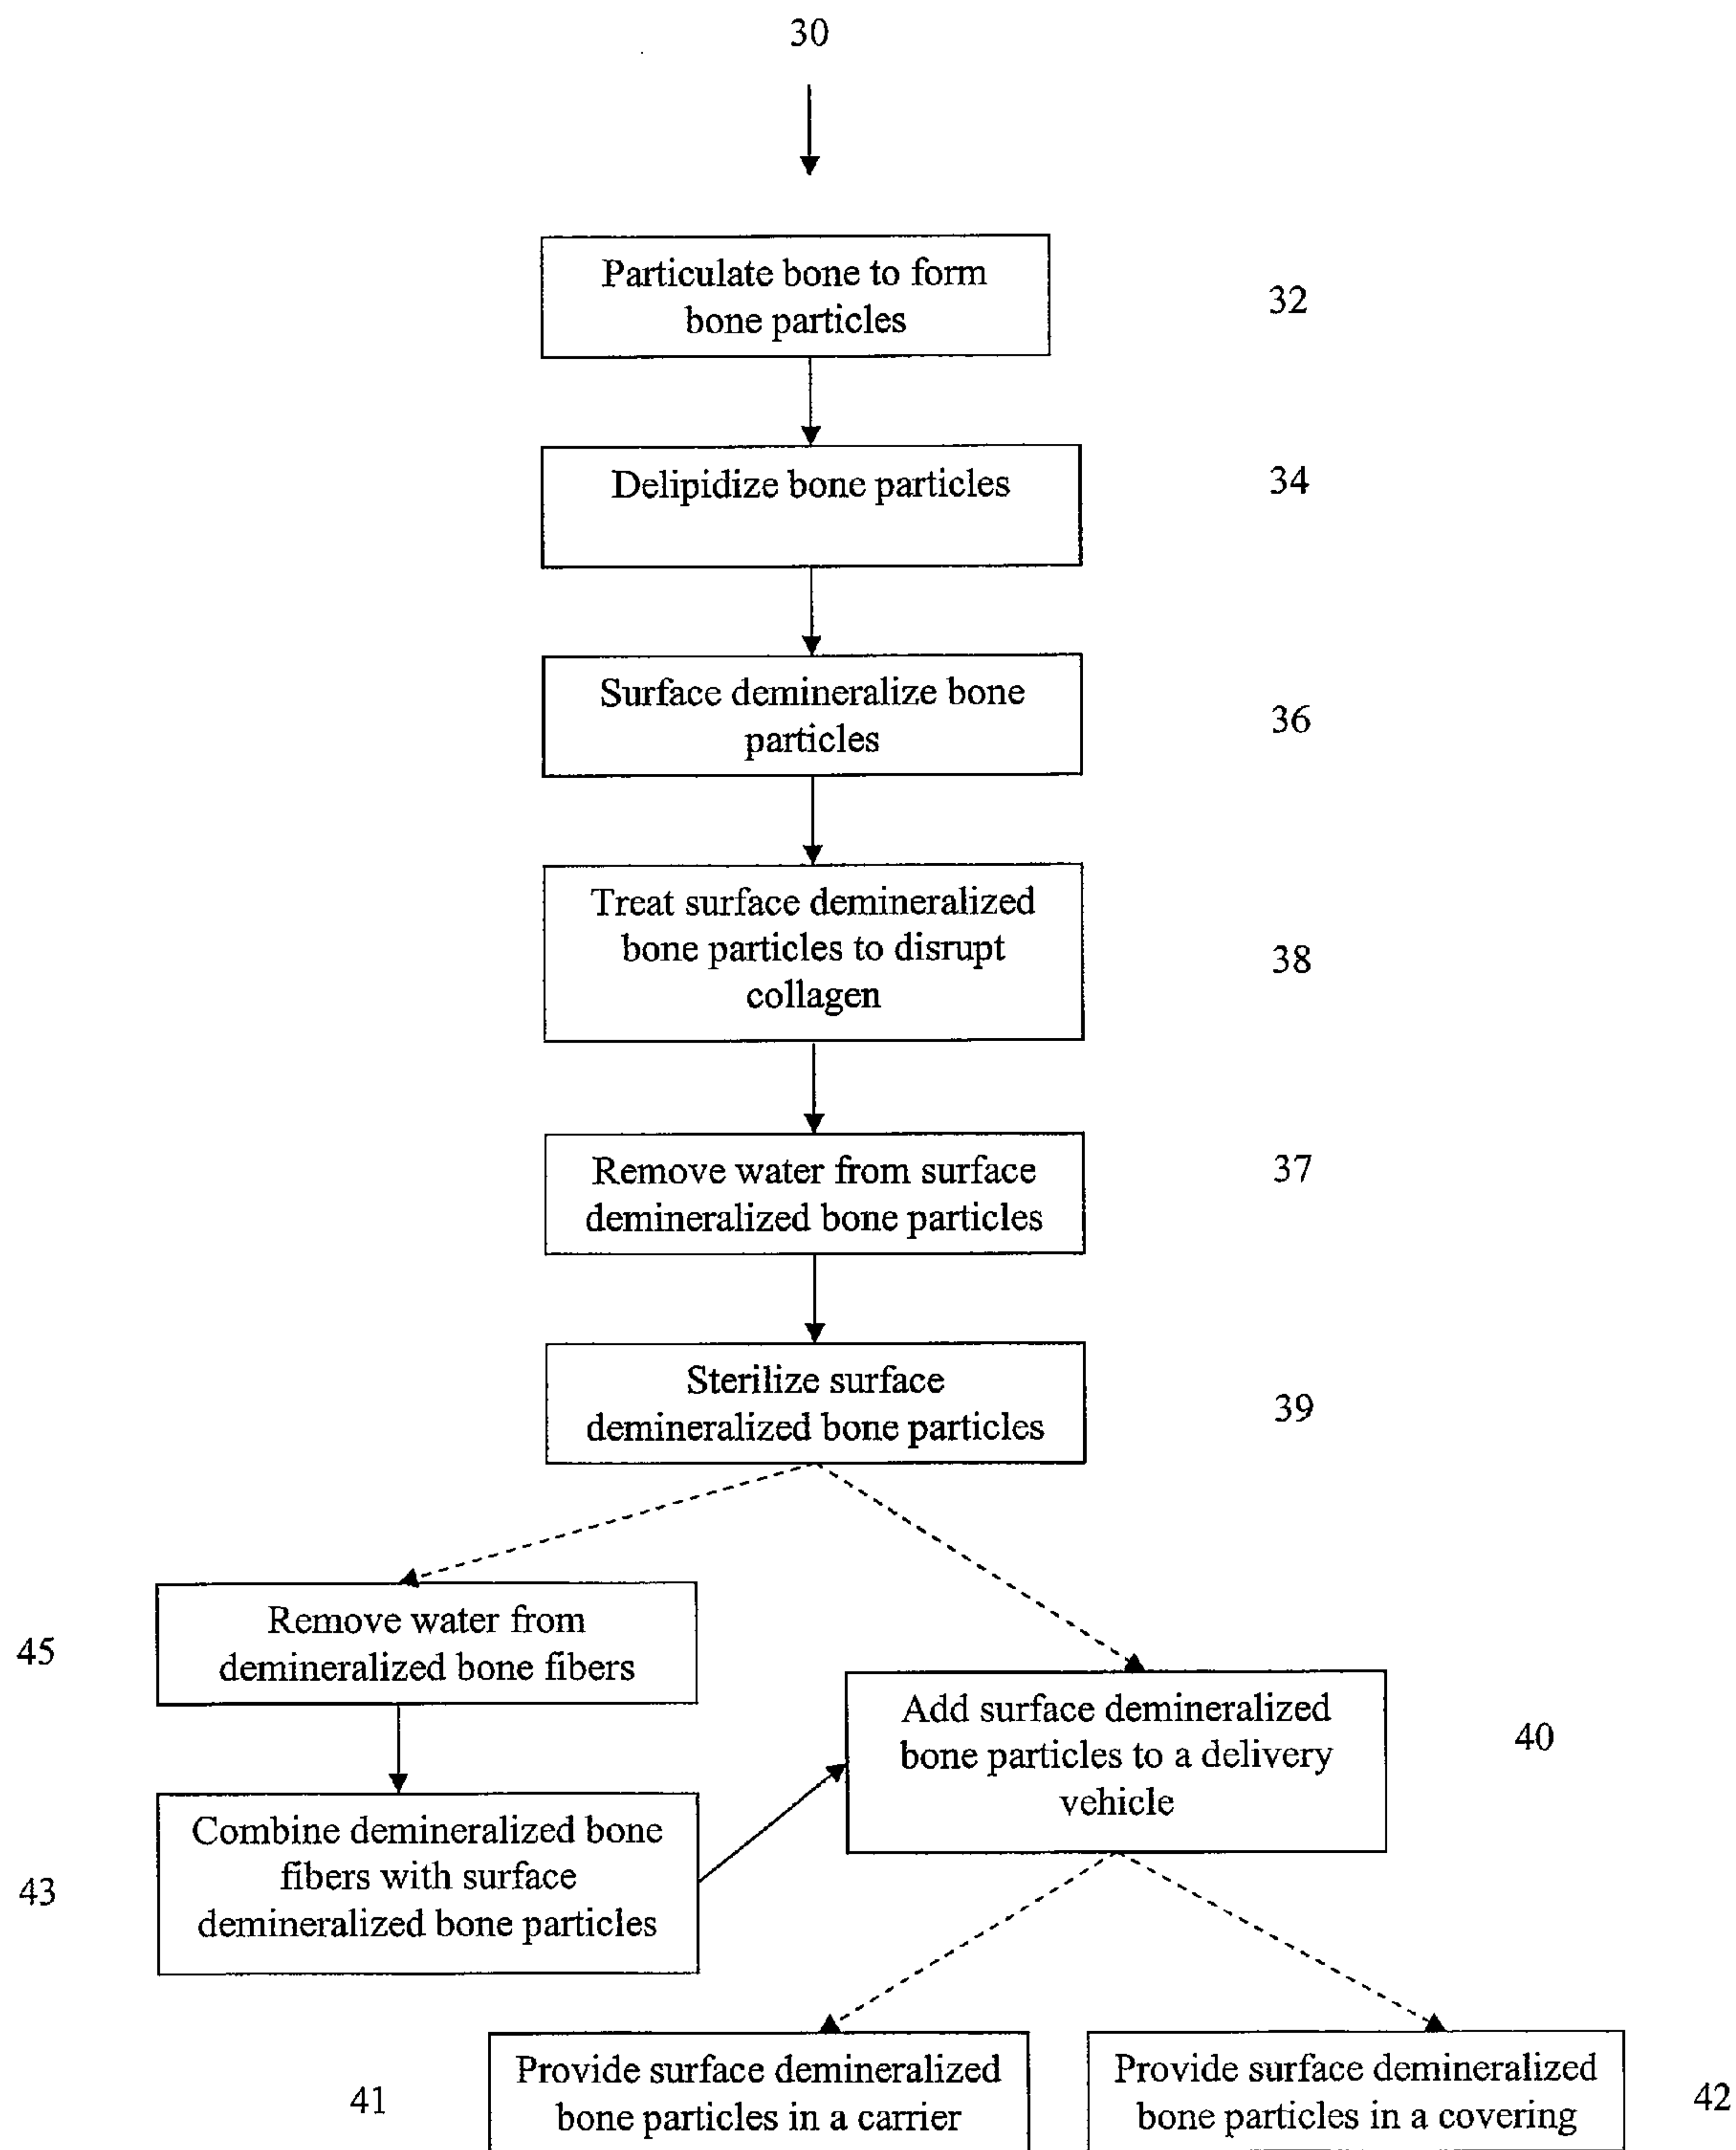 30
Particulate bone to form
bone particles
32
Delipidize bone particles
34
Surface demineralize bone
particles
36
Treat surface demineralized
bone particles to disrupt
collagen
38
Remove water from surface
demineralized bone particles
37
Sterilize surface
demineralized bone particles
39
Remove water from
demineralized bone fibers
45
Add surface demineralized
bone particles to a delivery
vehicle
40
Combine demineralized bone
fibers with surface
demineralized bone particles
43
Provide surface demineralized
bone particles in a carrier
41
Provide surface demineralized
bone particles in a covering
42